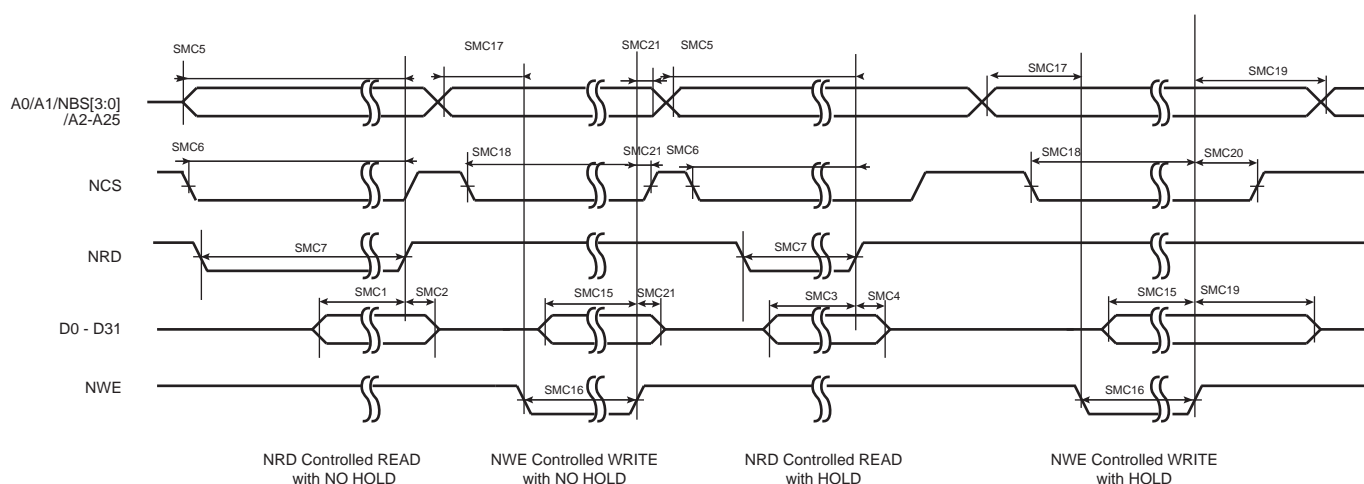 SMC5
SMC17
SMC21
SMC5
SMC17
SMC19
A0/A1/NBS[3:0]
/A2-A25
SMC6
SMC18
SMC21
SMC6
SMC18
SMC20
NCS
SMC7
SMC7
NRD
SMC1
SMC2
SMC15
SMC21
SMC3
SMC4
SMC15
SMC19
D0 - D31
NWE
SMC16
SMC16
NRD Controlled READ
with NO HOLD
NWE Controlled WRITE
with NO HOLD
NRD Controlled READ
with HOLD
NWE Controlled WRITE
with HOLD